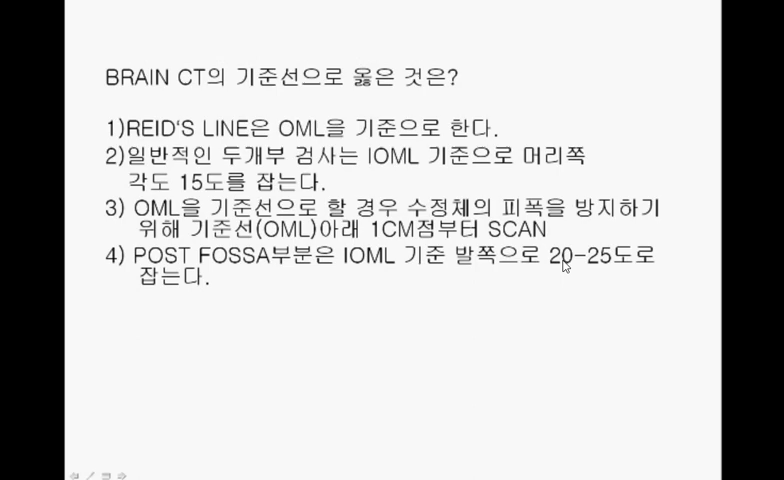 BRAIN CT의 기준선으로 옳은 것은?
1)REID'S LINE은 OML을 기준으로 한다.
2)일반적인 두개부 검사는 IOML 기준으로 머리쪽
각도 15도를 잡는다.
3) OML을 기준선으로 할 경우 수정체의 피폭을 방지하기
위해 기준선(OML)아래 1CM점부터 SCAN
4) POST FOSSA부분은 IOML 기준 발쪽으로 20-25도로
잡는다.